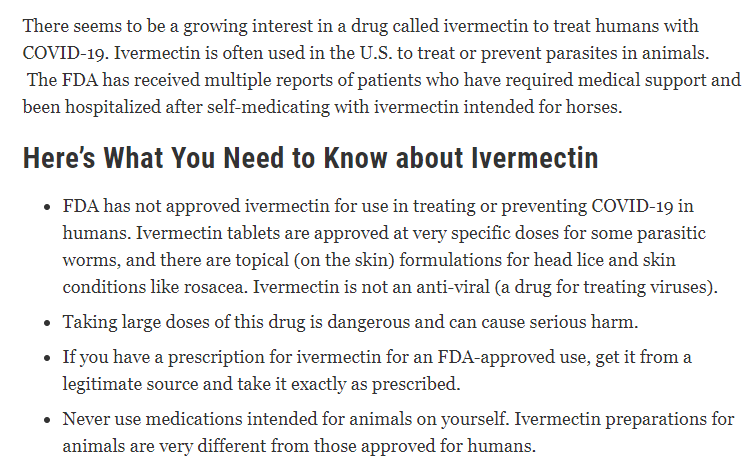 There seems to be a growing interest in a drug called ivermectin to treat humans with
COVID-19. Ivermectin is often used in the U.S. to treat or prevent parasites in animals.
The FDA has received multiple reports of patients who have required medical support and
been hospitalized after self-medicating with ivermectin intended for horses.
Here's What You Need to Know about Ivermectin
• FDA has not approved ivermectin for use in treating or preventing COVID-19 in
humans. Ivermectin tablets are approved at very specific doses for some parasitic
worms, and there are topical (on the skin) formulations for head lice and skin
conditions like rosacea. Ivermectin is not an anti-viral (a drug for treating viruses).
• Taking large doses of this drug is dangerous and can cause serious harm.
• If you have a prescription for ivermectin for an FDA-approved use, get it from a
legitimate source and take it exactly as prescribed.
• Never use medications intended for animals on yourself. Ivermectin preparations for
animals are very different from those approved for humans.